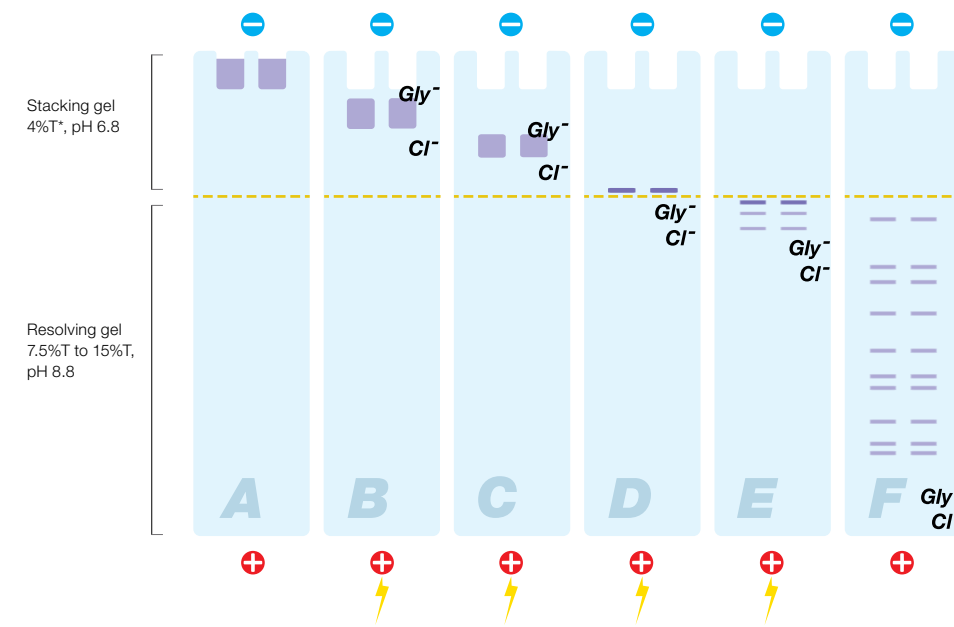 Stacking gel
4%T*, pH 6.8
Resolving gel
7.5%T to 15%T,
pH 8.8
Gly⁻
Cl⁻
Gly⁻
Cl⁻
Gly⁻
Cl⁻
Gly⁻
Cl⁻
Gly
Cl
A
B
C
D
E
F